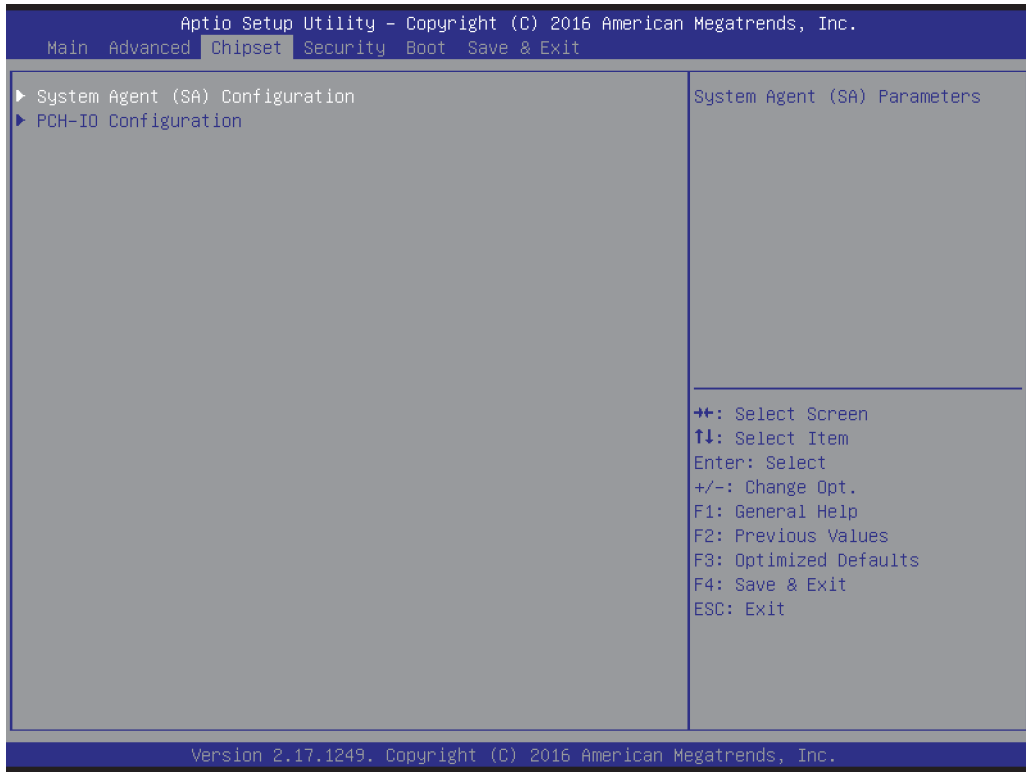 Aptio Setup Utility – Copyright (C) 2016 American Megatrends, Inc.
Main Advanced Chipset Security Boot Save & Exit
▶ System Agent (SA) Configuration
▶ PCH-IO Configuration
System Agent (SA) Parameters
→←: Select Screen
↑↓: Select Item
Enter: Select
+/-: Change Opt.
F1: General Help
F2: Previous Values
F3: Optimized Defaults
F4: Save & Exit
ESC: Exit
Version 2.17.1249. Copyright (C) 2016 American Megatrends, Inc.